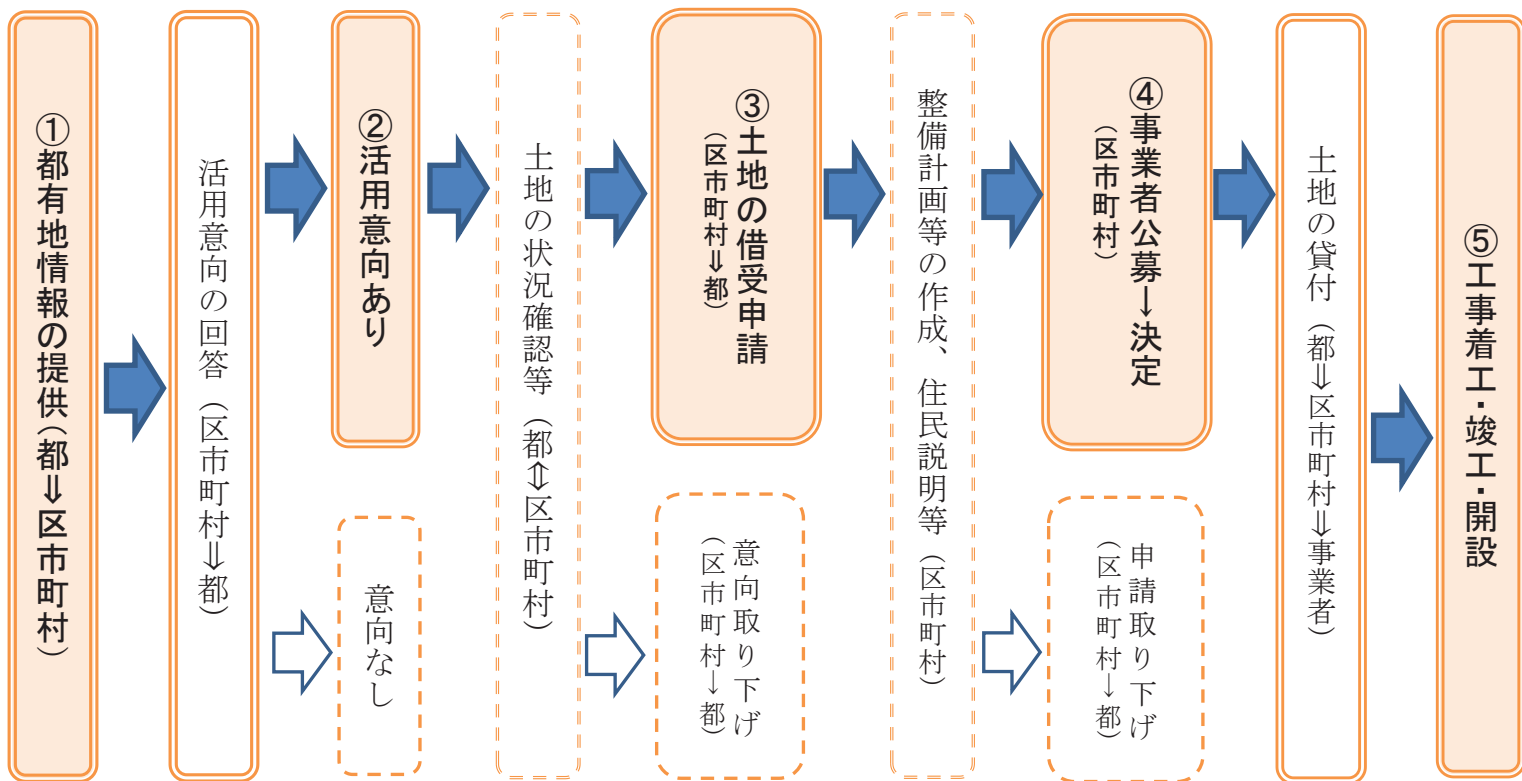 ①都有地情報の提供（都⇓区市町村）
活用意向の回答（区市町村⇓都）
②活用意向あり
意向なし
土地の状況確認等（都⇕区市町村）
③土地の借受申請
（区市町村⇓都）
意向取り下げ
（区市町村→都）
整備計画等の作成、住民説明等（区市町村）
④事業者公募→決定
（区市町村）
申請取り下げ
（区市町村→都）
土地の貸付（都⇓区市町村⇓事業者）
⑤工事着工・竣工・開設